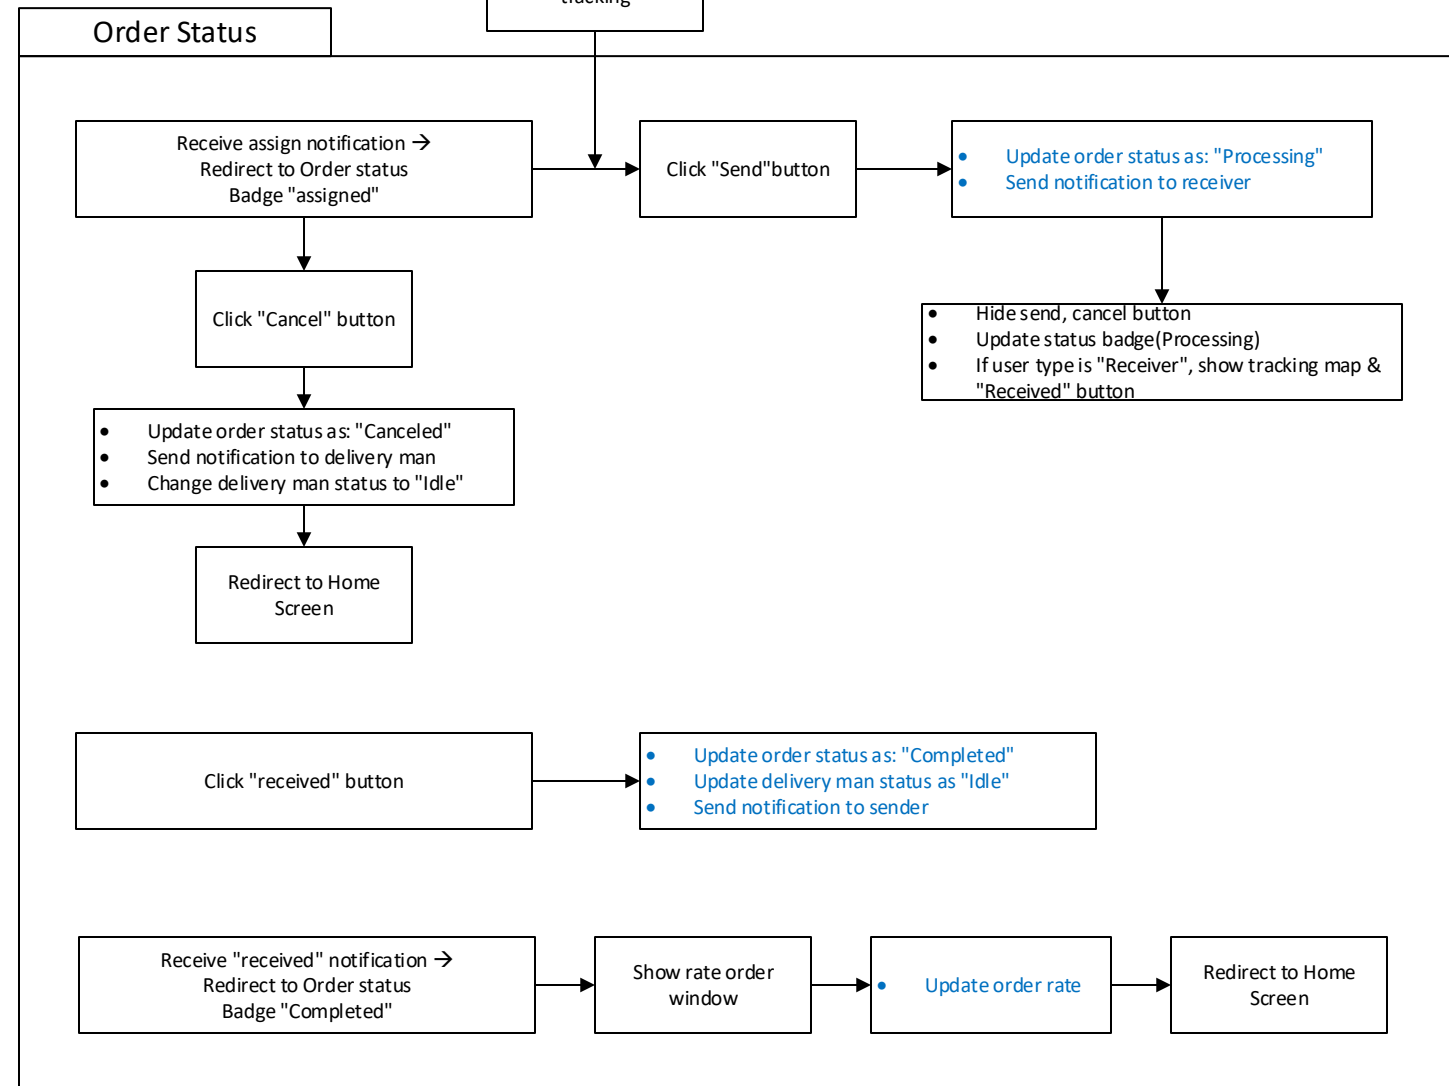 tracking
Order Status
Receive assign notification →
Redirect to Order status
Badge "assigned"
Click "Send"button
• Update order status as: "Processing"
• Send notification to receiver
Click "Cancel" button
• Hide send, cancel button
• Update status badge(Processing)
• If user type is "Receiver", show tracking map &
"Received" button
• Update order status as: "Canceled"
• Send notification to delivery man
• Change delivery man status to "Idle"
Redirect to Home
Screen
Click "received" button
• Update order status as: "Completed"
• Update delivery man status as "Idle"
• Send notification to sender
Receive "received" notification →
Redirect to Order status
Badge "Completed"
Show rate order
window
• Update order rate
Redirect to Home
Screen